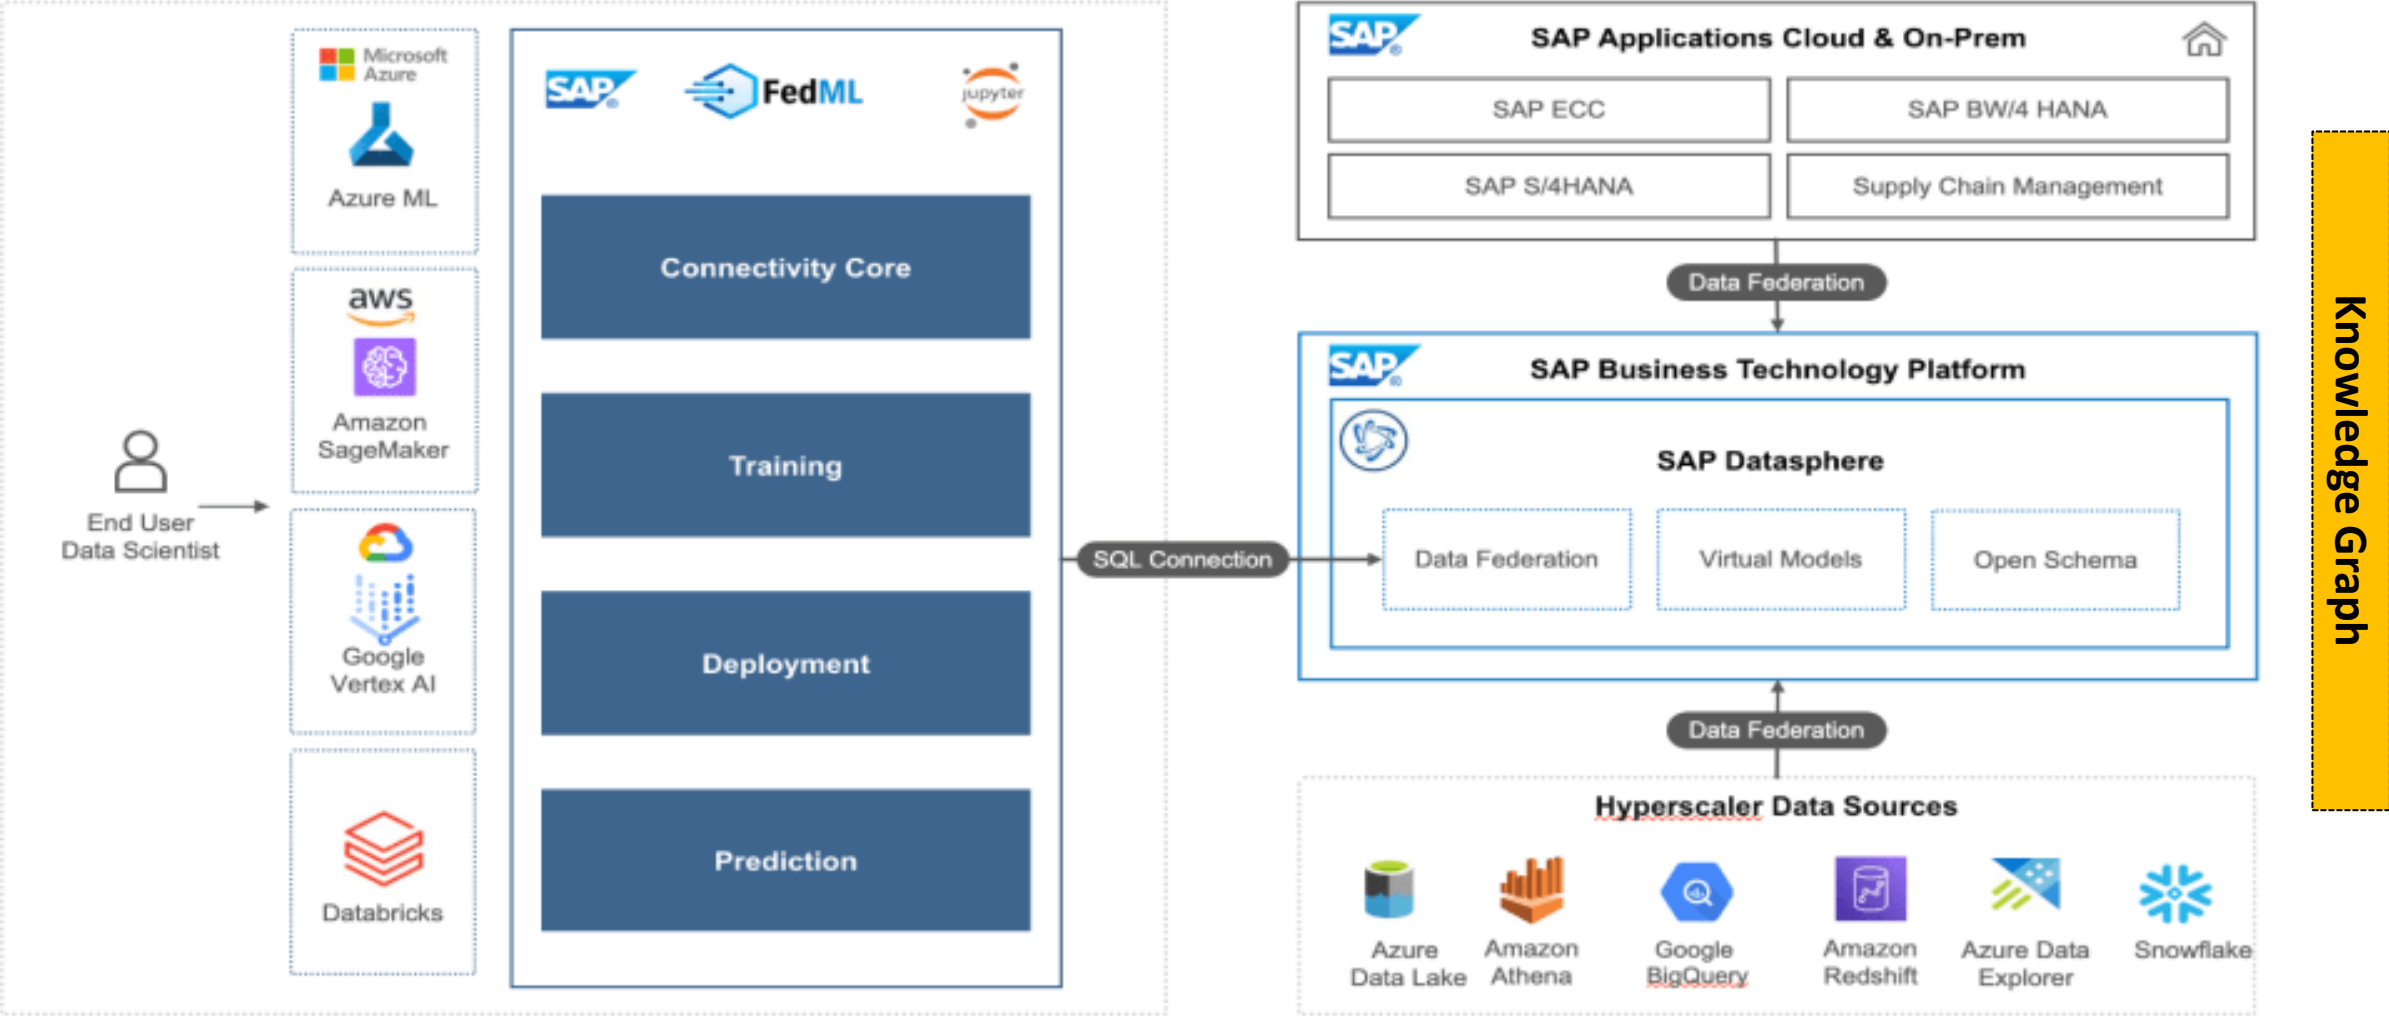 Microsoft
Azure
Azure ML
aws
Amazon
SageMaker
End User
Data Scientist
Google
Vertex AI
Databricks
SAP
FedML
jupyter
Connectivity Core
Training
Deployment
Prediction
SQL Connection
SAP
SAP Applications Cloud & On-Prem
SAP ECC
SAP BW/4 HANA
SAP S/4HANA
Supply Chain Management
Data Federation
SAP
SAP Business Technology Platform
SAP Datasphere
Data Federation
Virtual Models
Open Schema
Data Federation
Hyperscaler Data Sources
Azure
Data Lake
Amazon
Athena
Google
BigQuery
Amazon
Redshift
Azure Data
Explorer
Snowflake
Knowledge Graph